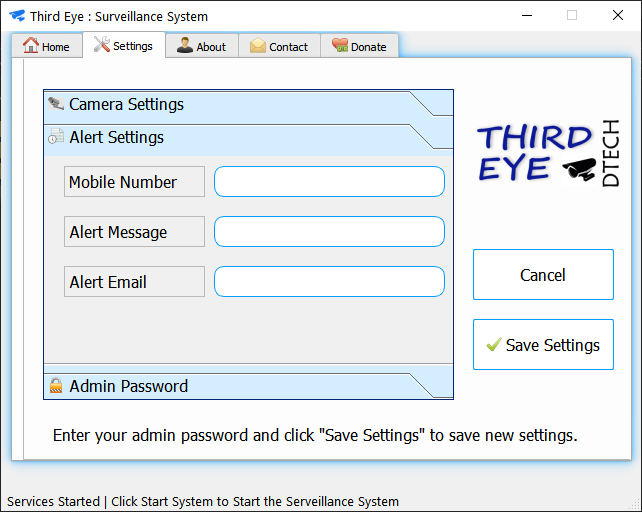 Third Eye : Surveillance System
Home
Settings
About
Contact
Donate
Camera Settings
Alert Settings
Mobile Number
Alert Message
Alert Email
Admin Password
THIRD
EYE
DTECH
Cancel
Save Settings
Enter your admin password and click "Save Settings" to save new settings.
Services Started | Click Start System to Start the Serveillance System